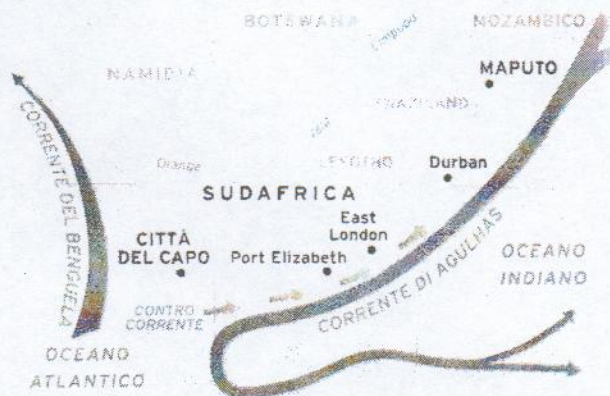 BOTSWANA
Limpopo
MOZAMBICO
NAMIBIA
MAPUTO
SWAZILAND
Vaal
Orange
LESOTHO
Durban
SUDAFRICA
CORRENTE DEL BENGUELA
CITTÀ
DEL CAPO
East
London
Port Elizabeth
CORRENTE DI AGULHAS
OCEANO
INDIANO
CONTRO
CORRENTE
OCEANO
ATLANTICO